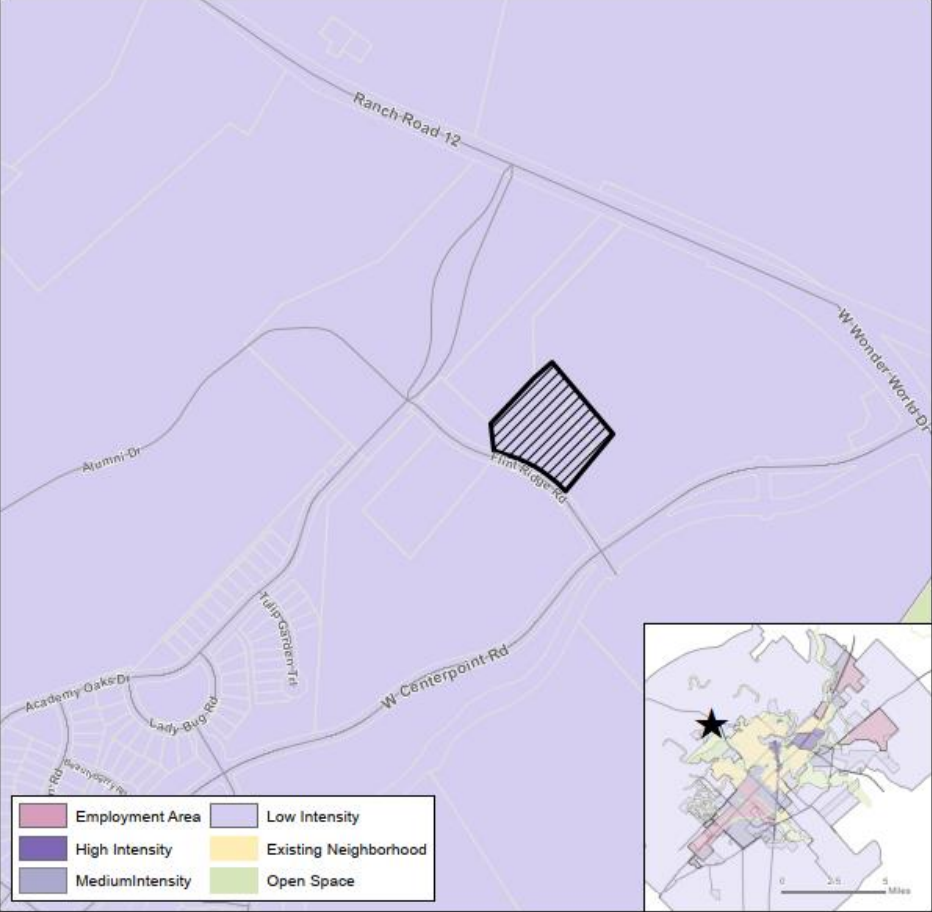 Ranch Road 12
W Wonder World Dr
Alumni Dr
Flint Ridge Rd
Tulip Garden Trl
W Centerpoint Rd
Academy Oaks Dr
Lady Bug Rd
Employment Area
Low Intensity
High Intensity
Existing Neighborhood
MediumIntensity
Open Space
0 2.5 5
Miles